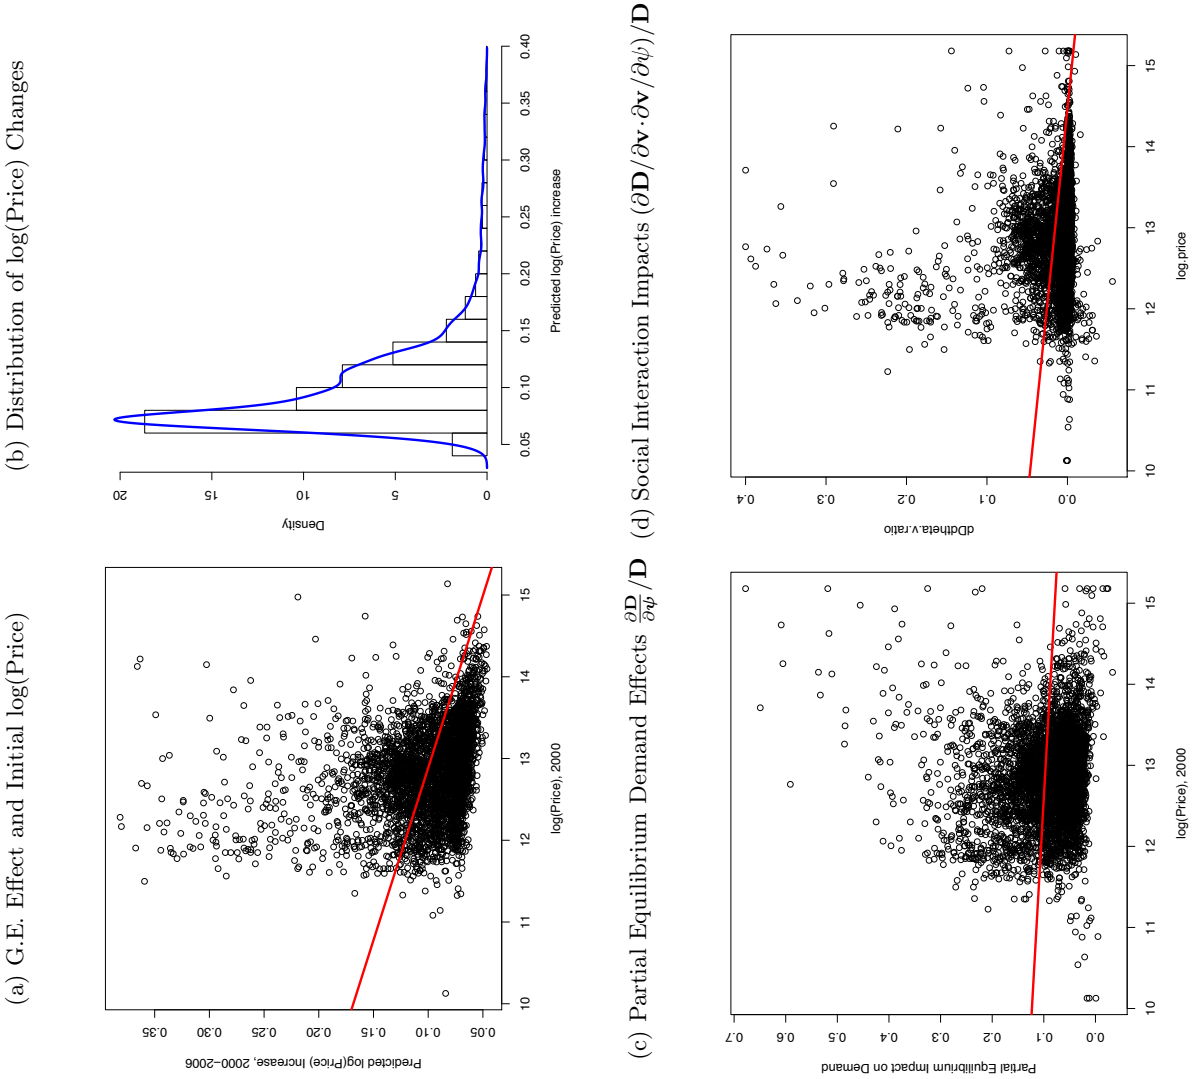 (a) G.E. Effect and Initial log(Price)
Predicted log(Price) Increase, 2000−2006
0.05 0.10 0.15 0.20 0.25 0.30 0.35
10 11 12 13 14 15
log(Price), 2000
(b) Distribution of log(Price) Changes
Density
0 5 10 15 20
0.05 0.10 0.15 0.20 0.25 0.30 0.35 0.40
Predicted log(Price) increase
(c) Partial Equilibrium Demand Effects ∂D/∂ψ/D
Partial Equilibrium Impact on Demand
0.0 0.1 0.2 0.3 0.4 0.5 0.6 0.7
10 11 12 13 14 15
log(Price), 2000
(d) Social Interaction Impacts (∂D/∂v·∂v/∂ψ)/D
dDdtheta.v.ratio
0.0 0.1 0.2 0.3 0.4
10 11 12 13 14 15
log.price